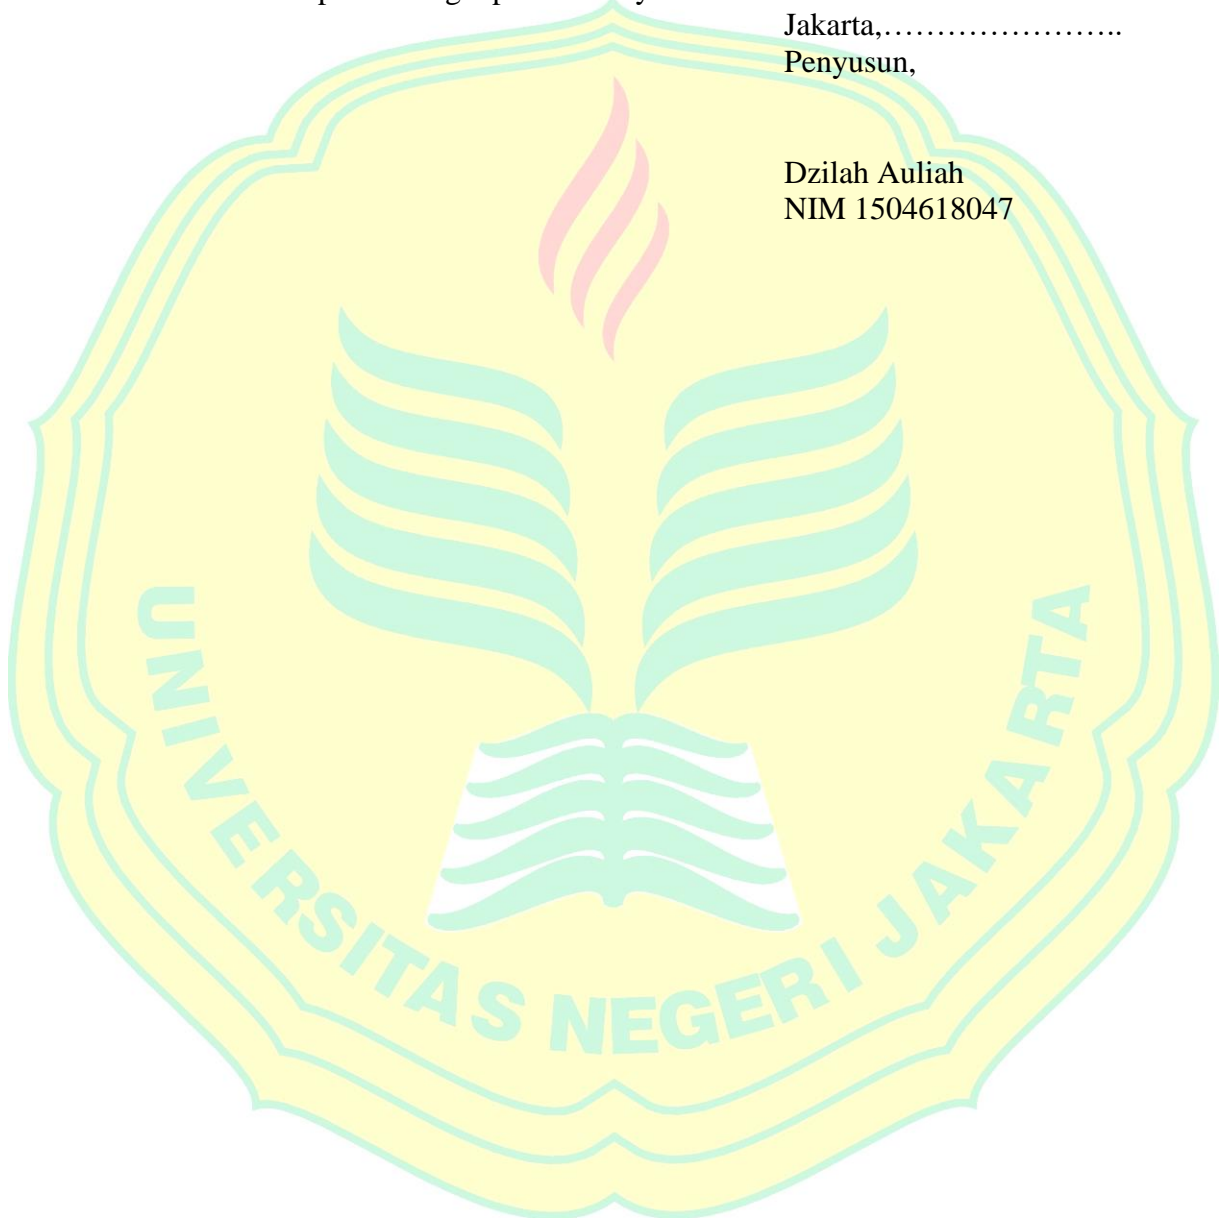 Jakarta,…………………..
Penyusun,
Dzilah Auliah
NIM 1504618047
UNIVERSITAS NEGERI JAKARTA